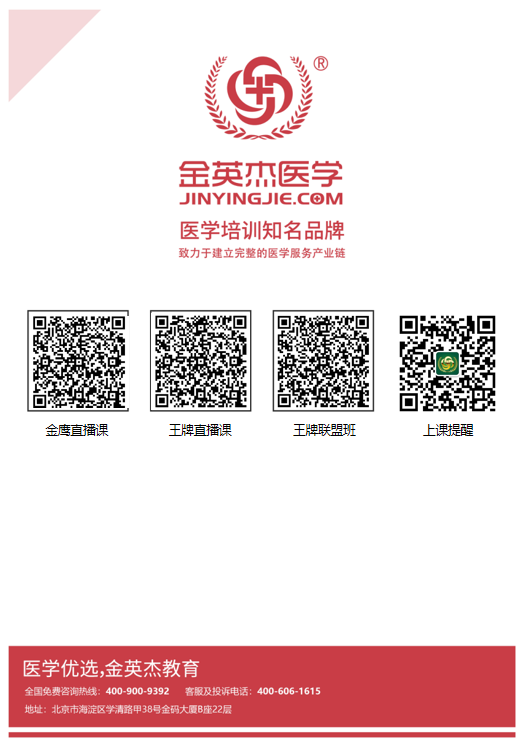 ®
金英杰医学
JINYINGJIE.COM
医学培训知名品牌
致力于建立完整的医学服务产业链
金鹰直播课 王牌直播课 王牌联盟班 上课提醒
医学优选,金英杰教育
全国免费咨询热线：400-900-9392 客服及投诉电话：400-606-1615
地址：北京市海淀区学清路甲38号金码大厦B座22层